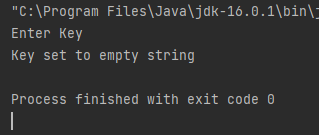 "C:\Program Files\Java\jdk-16.0.1\bin\j
Enter Key
Key set to empty string
Process finished with exit code 0